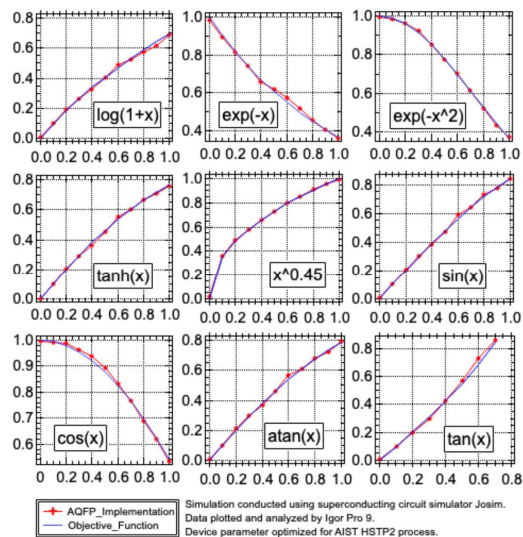 0.8
0.6
0.4
0.2
0.0
log(1+x)
0.0 0.2 0.4 0.6 0.8 1.0
1.0
0.8
0.6
0.4
exp(-x)
0.0 0.2 0.4 0.6 0.8 1.0
1.0
0.8
0.6
0.4
exp(-x^2)
0.0 0.2 0.4 0.6 0.8 1.0
0.8
0.6
0.4
0.2
0.0
tanh(x)
0.0 0.2 0.4 0.6 0.8 1.0
1.0
0.8
0.6
0.4
0.2
0.0
x^0.45
0.0 0.2 0.4 0.6 0.8 1.0
0.8
0.6
0.4
0.2
0.0
sin(x)
0.0 0.2 0.4 0.6 0.8 1.0
1.0
0.9
0.8
0.7
0.6
cos(x)
0.0 0.2 0.4 0.6 0.8 1.0
0.8
0.6
0.4
0.2
0.0
atan(x)
0.0 0.2 0.4 0.6 0.8 1.0
0.8
0.6
0.4
0.2
0.0
tan(x)
0.0 0.2 0.4 0.6 0.8
AQFP_Implementation
Objective_Function
Simulation conducted using superconducting circuit simulator Josim.
Data plotted and analyzed by Igor Pro 9.
Device parameter optimized for AIST HSTP2 process.